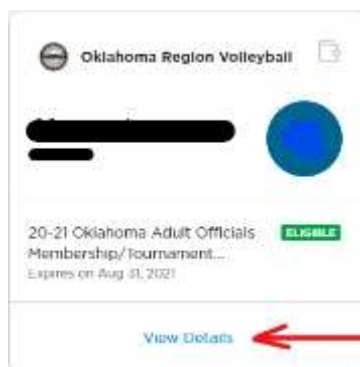 Oklahoma Region Volleyball
20-21 Oklahoma Adult Officials
ELIGIBLE
Membership/Tournament...
Expires on Aug 31, 2021
View Details